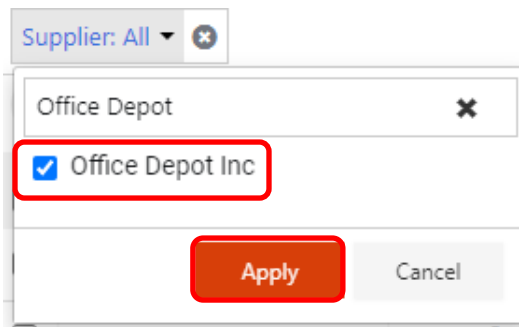 Supplier: All
Office Depot
Office Depot Inc
Apply Cancel